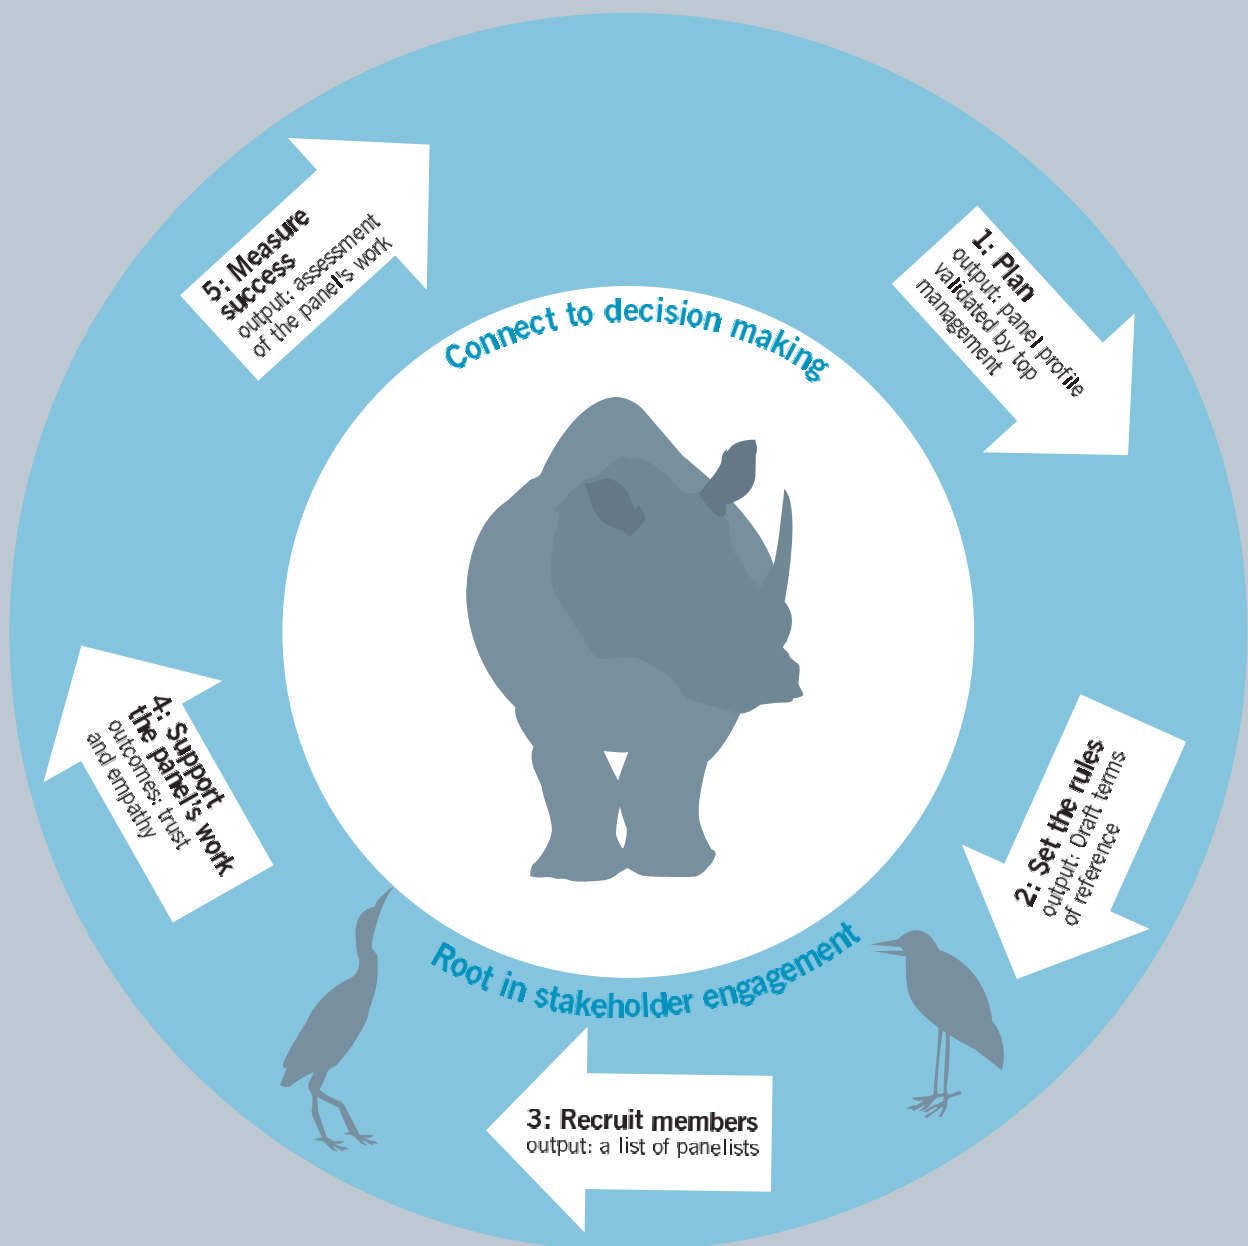 Connect to decision making
1: Plan
output: panel profile
validated by top
management
2: Set the rules
output: Draft terms
of reference
3: Recruit members
output: a list of panelists
4: Support
the panel's work
outcomes: trust
and empathy
5: Measure
success
output: assessment
of the panel's work
Root in stakeholder engagement